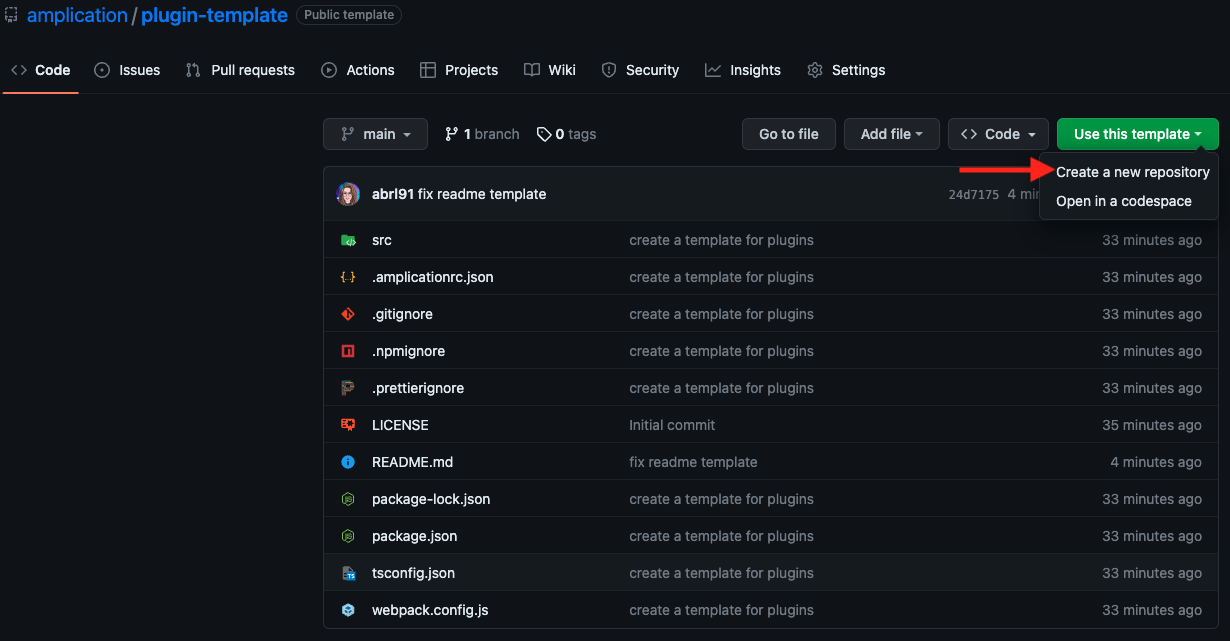 amplication / plugin-template Public template
Code Issues Pull requests Actions Projects Wiki Security Insights Settings
main 1 branch 0 tags Go to file Add file Code Use this template
Create a new repository
Open in a codespace
abrl91 fix readme template 24d7175 4
src create a template for plugins 33 minutes ago
.amplicationrc.json create a template for plugins 33 minutes ago
.gitignore create a template for plugins 33 minutes ago
.npmignore create a template for plugins 33 minutes ago
.prettierignore create a template for plugins 33 minutes ago
LICENSE Initial commit 35 minutes ago
README.md fix readme template 4 minutes ago
package-lock.json create a template for plugins 33 minutes ago
package.json create a template for plugins 33 minutes ago
tsconfig.json create a template for plugins 33 minutes ago
webpack.config.js create a template for plugins 33 minutes ago